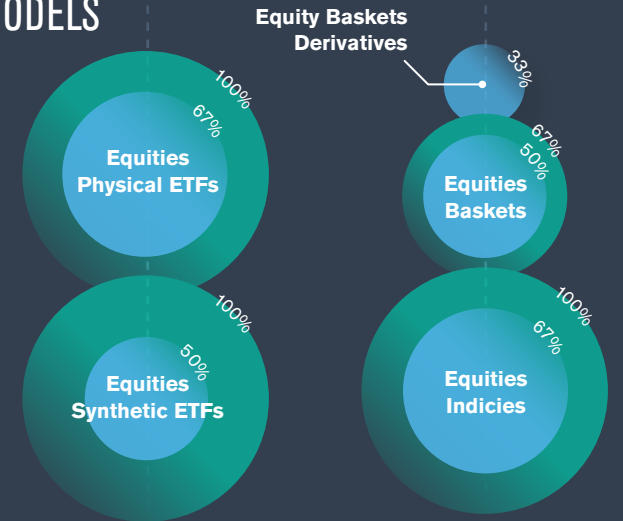 ODELS
Equity Baskets
Derivatives
33%
100%
67%
Equities
Physical ETFs
67%
50%
Equities
Baskets
100%
50%
Equities
Synthetic ETFs
100%
67%
Equities
Indicies